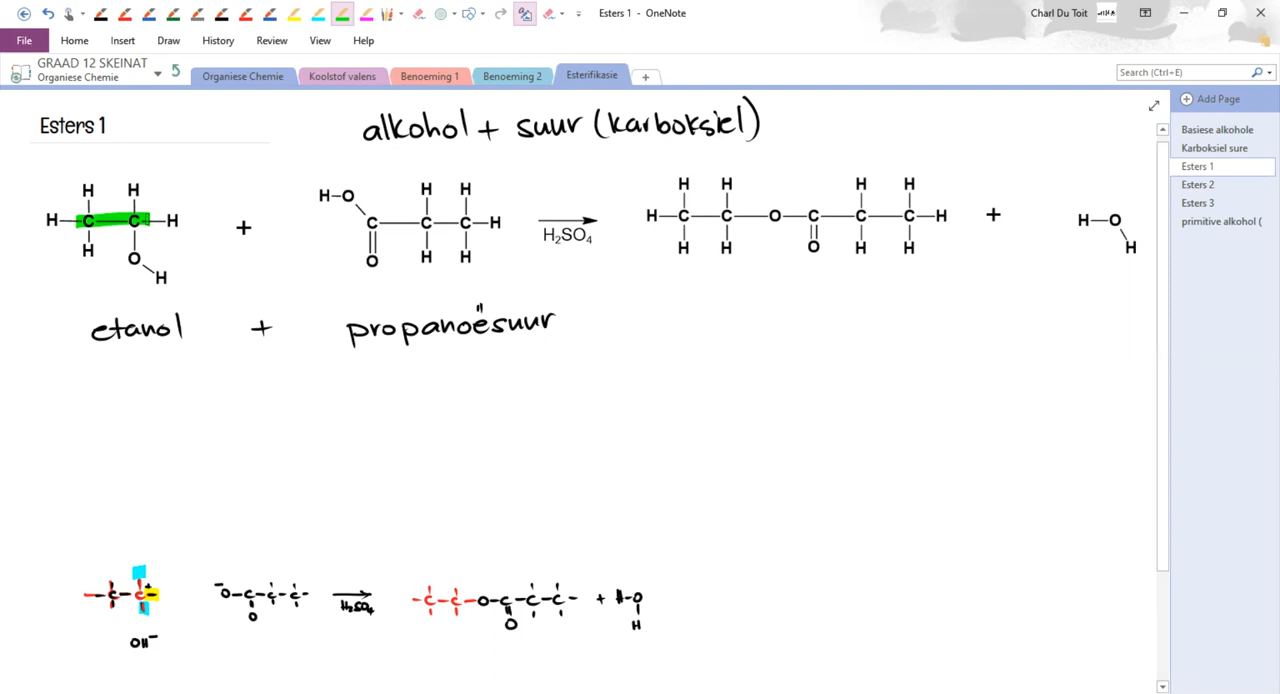 Esters 1 - OneNote
Charl Du Toit
File Home Insert Draw History Review View Help
GRAAD 12 SKEINAT
Organiese Chemie
Organiese Chemie Koolstof valens Benoeming 1 Benoeming 2 Esterifikasie +
Search (Ctrl+E)
Add Page
Basiese alkohole
Karboksiel sure
Esters 1
Esters 2
Esters 3
primitive alkohol (
Esters 1
alkohol + suur (karboksiel)
H H H-O H H H H H H
H C C H + C C C H H C C O C C C H + H O
H O H O H H H₂SO₄ H H O H H H
etanol + propanoësuur
C C⁺ ⁻O-C-C-C- H₂SO₄ -C-C-O-C-C-C- + H-O
OH⁻ O O H